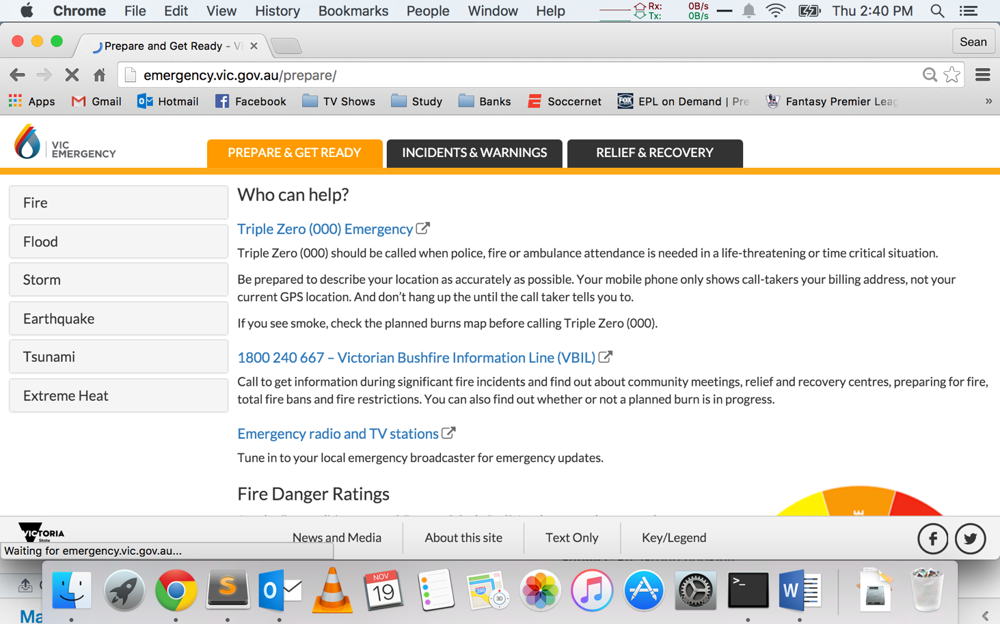 Chrome File Edit View History Bookmarks People Window Help Rx: 0B/s Tx: 0B/s Thu 2:40 PM
Prepare and Get Ready - Vi Sean
emergency.vic.gov.au/prepare/
Apps Gmail Hotmail Facebook TV Shows Study Banks Soccernet EPL on Demand | Pre Fantasy Premier Leag »
VIC
EMERGENCY
PREPARE & GET READY INCIDENTS & WARNINGS RELIEF & RECOVERY
Fire
Flood
Storm
Earthquake
Tsunami
Extreme Heat
Who can help?
Triple Zero (000) Emergency
Triple Zero (000) should be called when police, fire or ambulance attendance is needed in a life-threatening or time critical situation.
Be prepared to describe your location as accurately as possible. Your mobile phone only shows call-takers your billing address, not your
current GPS location. And don't hang up the until the call taker tells you to.
If you see smoke, check the planned burns map before calling Triple Zero (000).
1800 240 667 – Victorian Bushfire Information Line (VBIL)
Call to get information during significant fire incidents and find out about community meetings, relief and recovery centres, preparing for fire,
total fire bans and fire restrictions. You can also find out whether or not a planned burn is in progress.
Emergency radio and TV stations
Tune in to your local emergency broadcaster for emergency updates.
Fire Danger Ratings
VICTORIA
State
News and Media About this site Text Only Key/Legend
Waiting for emergency.vic.gov.au...
NOV
19
280
3D
Ma